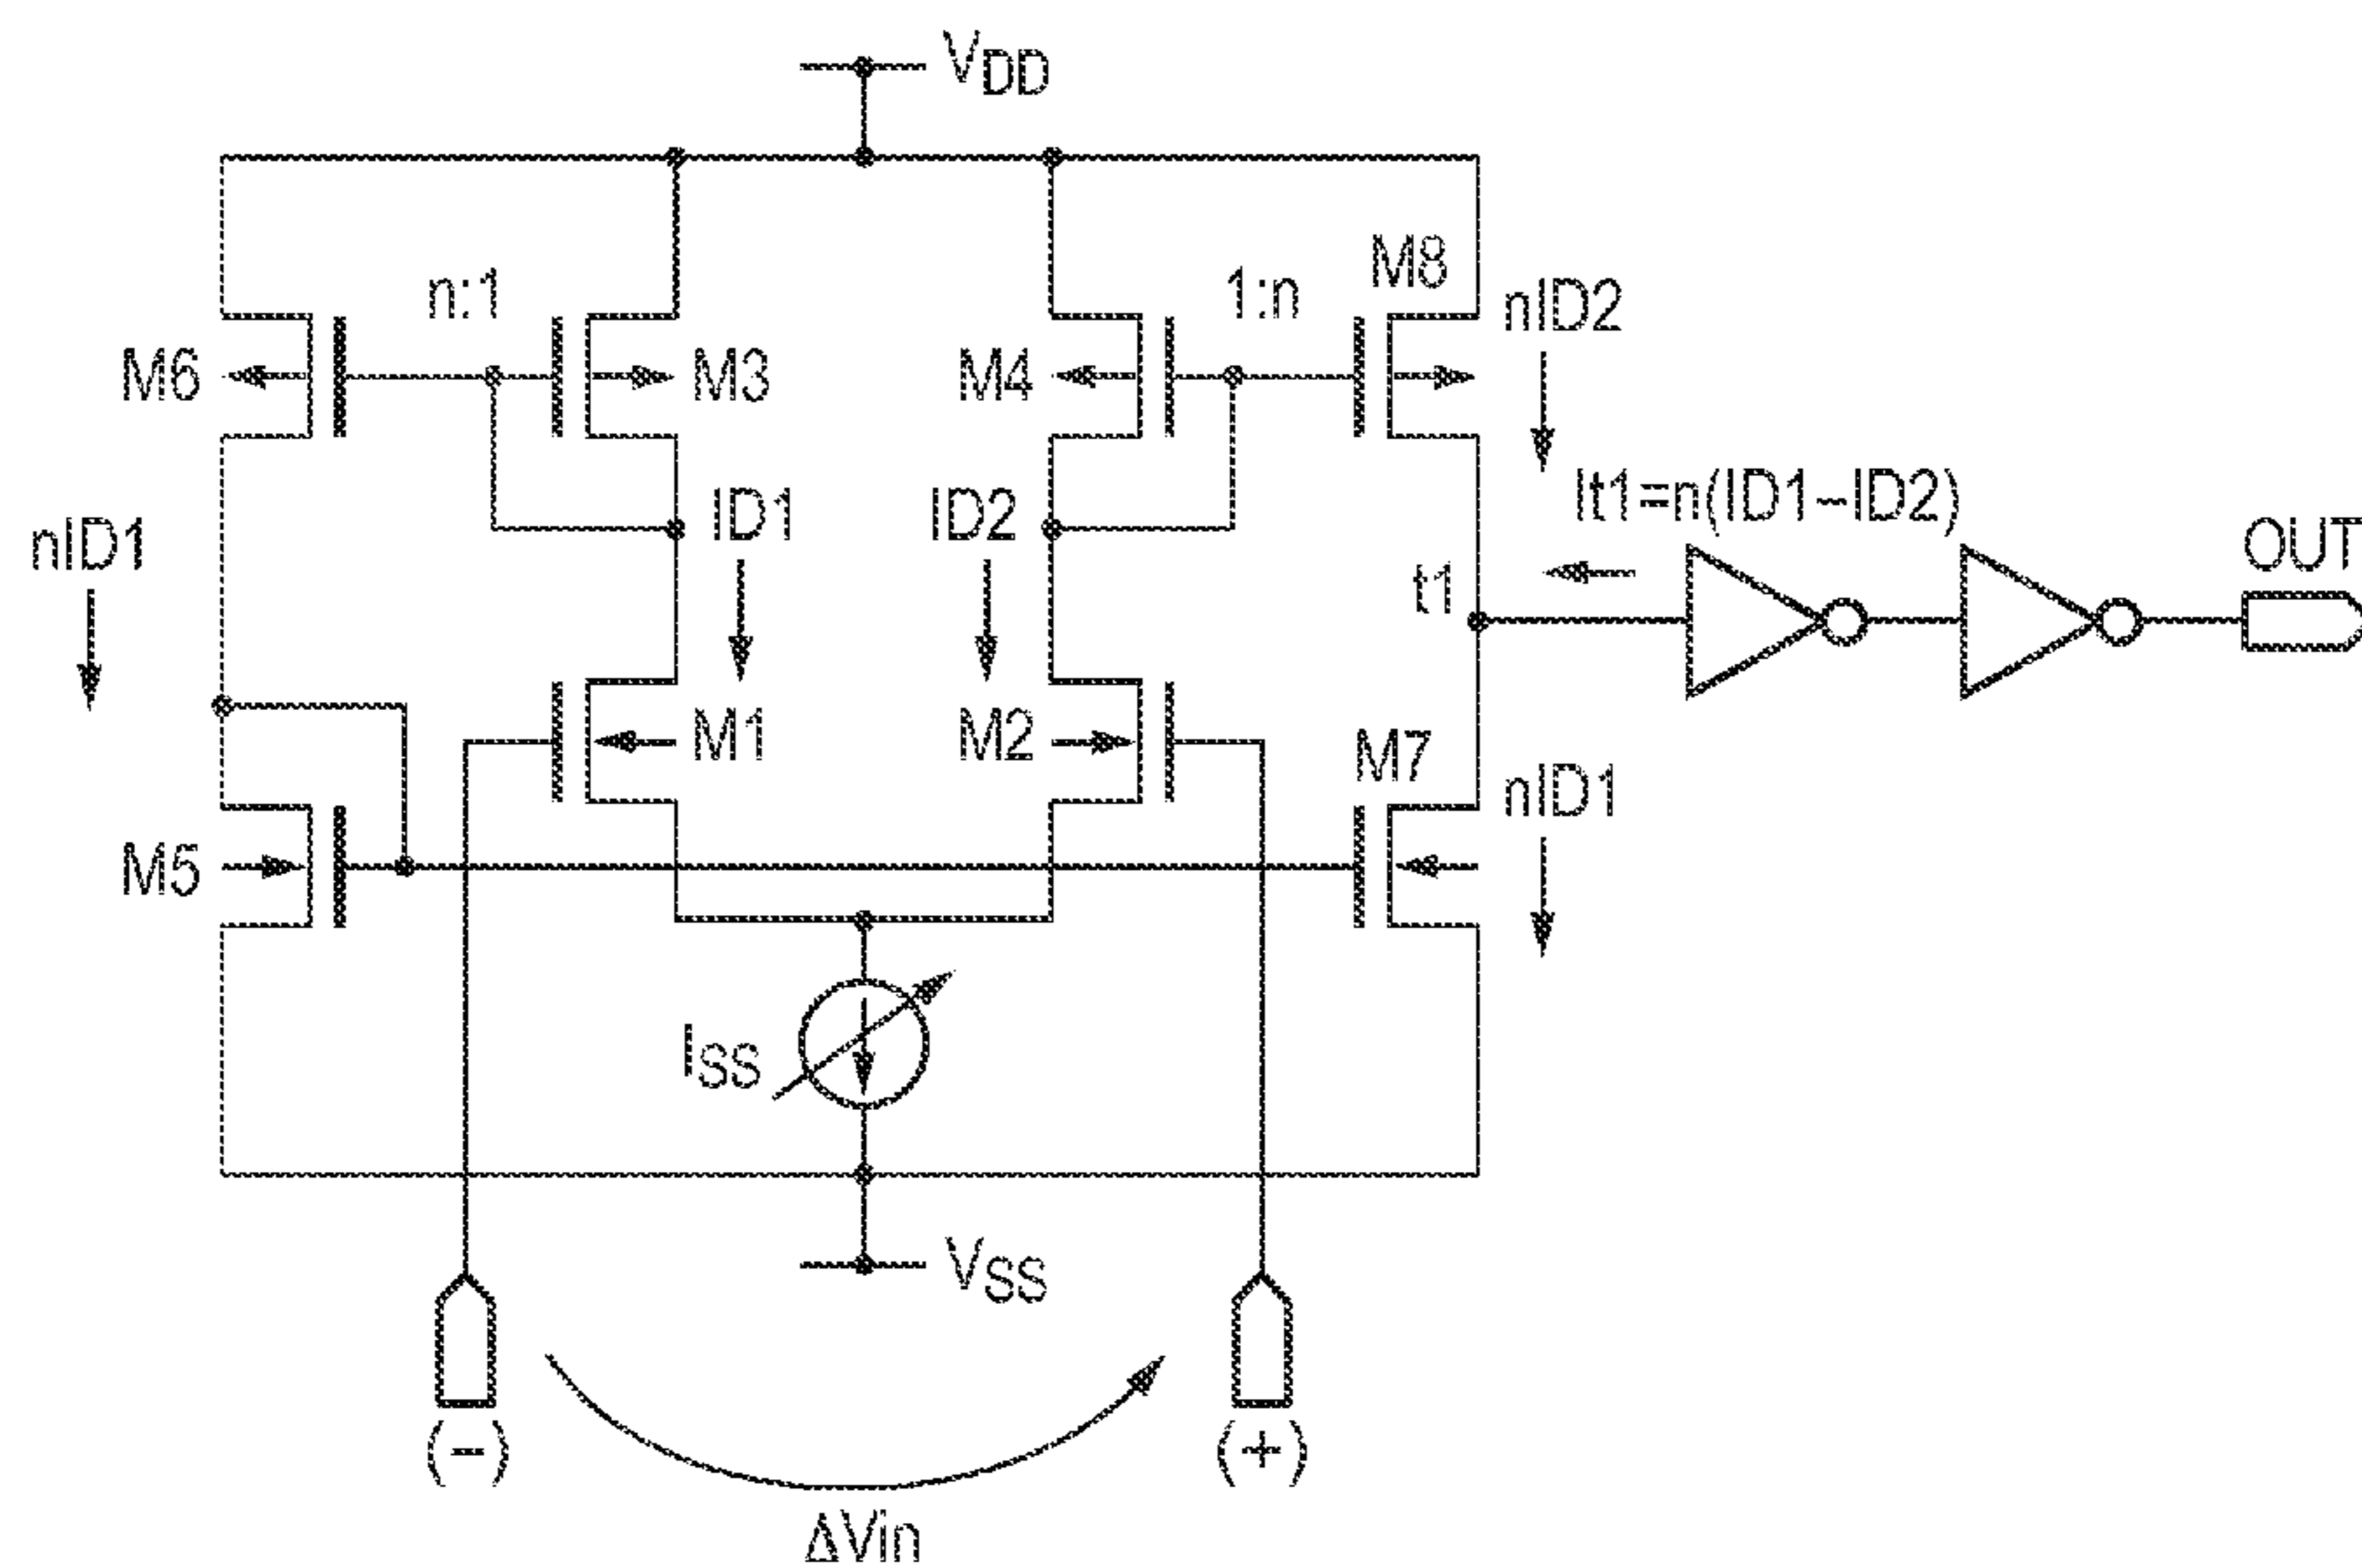 VDD
M8
n:1
1:n
nID2
M6
M3
M4
It1=n(ID1–ID2)
nID1
ID1
ID2
OUT
t1
M1
M2
M7
nID1
M5
ISS
VSS
(–)
(+)
ΔVin